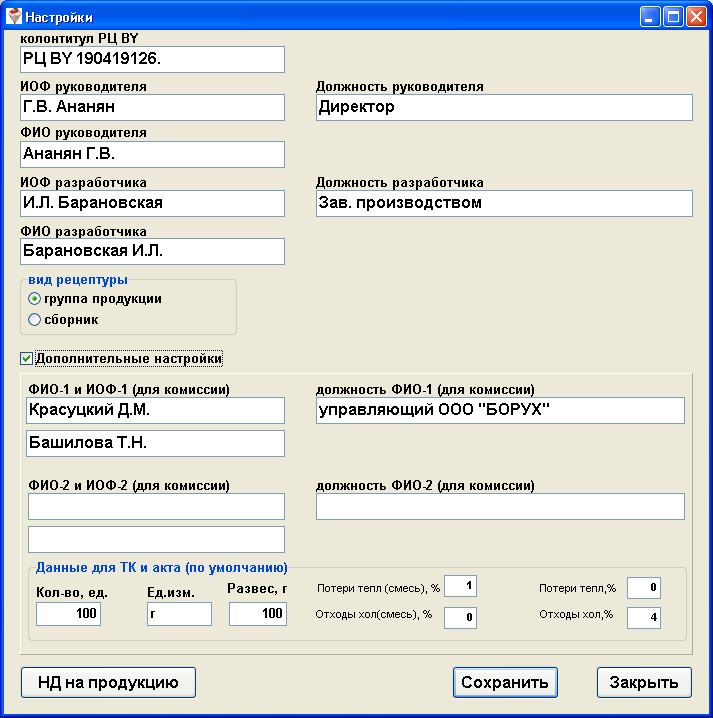 Настройки
колонтитул РЦ BY
РЦ BY 190419126.
ИОФ руководителя
Должность руководителя
Г.В. Ананян
Директор
ФИО руководителя
Ананян Г.В.
ИОФ разработчика
Должность разработчика
И.Л. Барановская
Зав. производством
ФИО разработчика
Барановская И.Л.
вид рецептуры
группа продукции
сборник
Дополнительные настройки
ФИО-1 и ИОФ-1 (для комиссии)
должность ФИО-1 (для комиссии)
Красуцкий Д.М.
управляющий ООО "БОРУХ"
Башилова Т.Н.
ФИО-2 и ИОФ-2 (для комиссии)
должность ФИО-2 (для комиссии)
Данные для ТК и акта (по умолчанию)
Кол-во, ед.
Ед.изм.
Развес, г
100
г
100
Потери тепл (смесь), %
1
Потери тепл,%
0
Отходы хол(смесь), %
0
Отходы хол,%
4
НД на продукцию
Сохранить
Закрыть